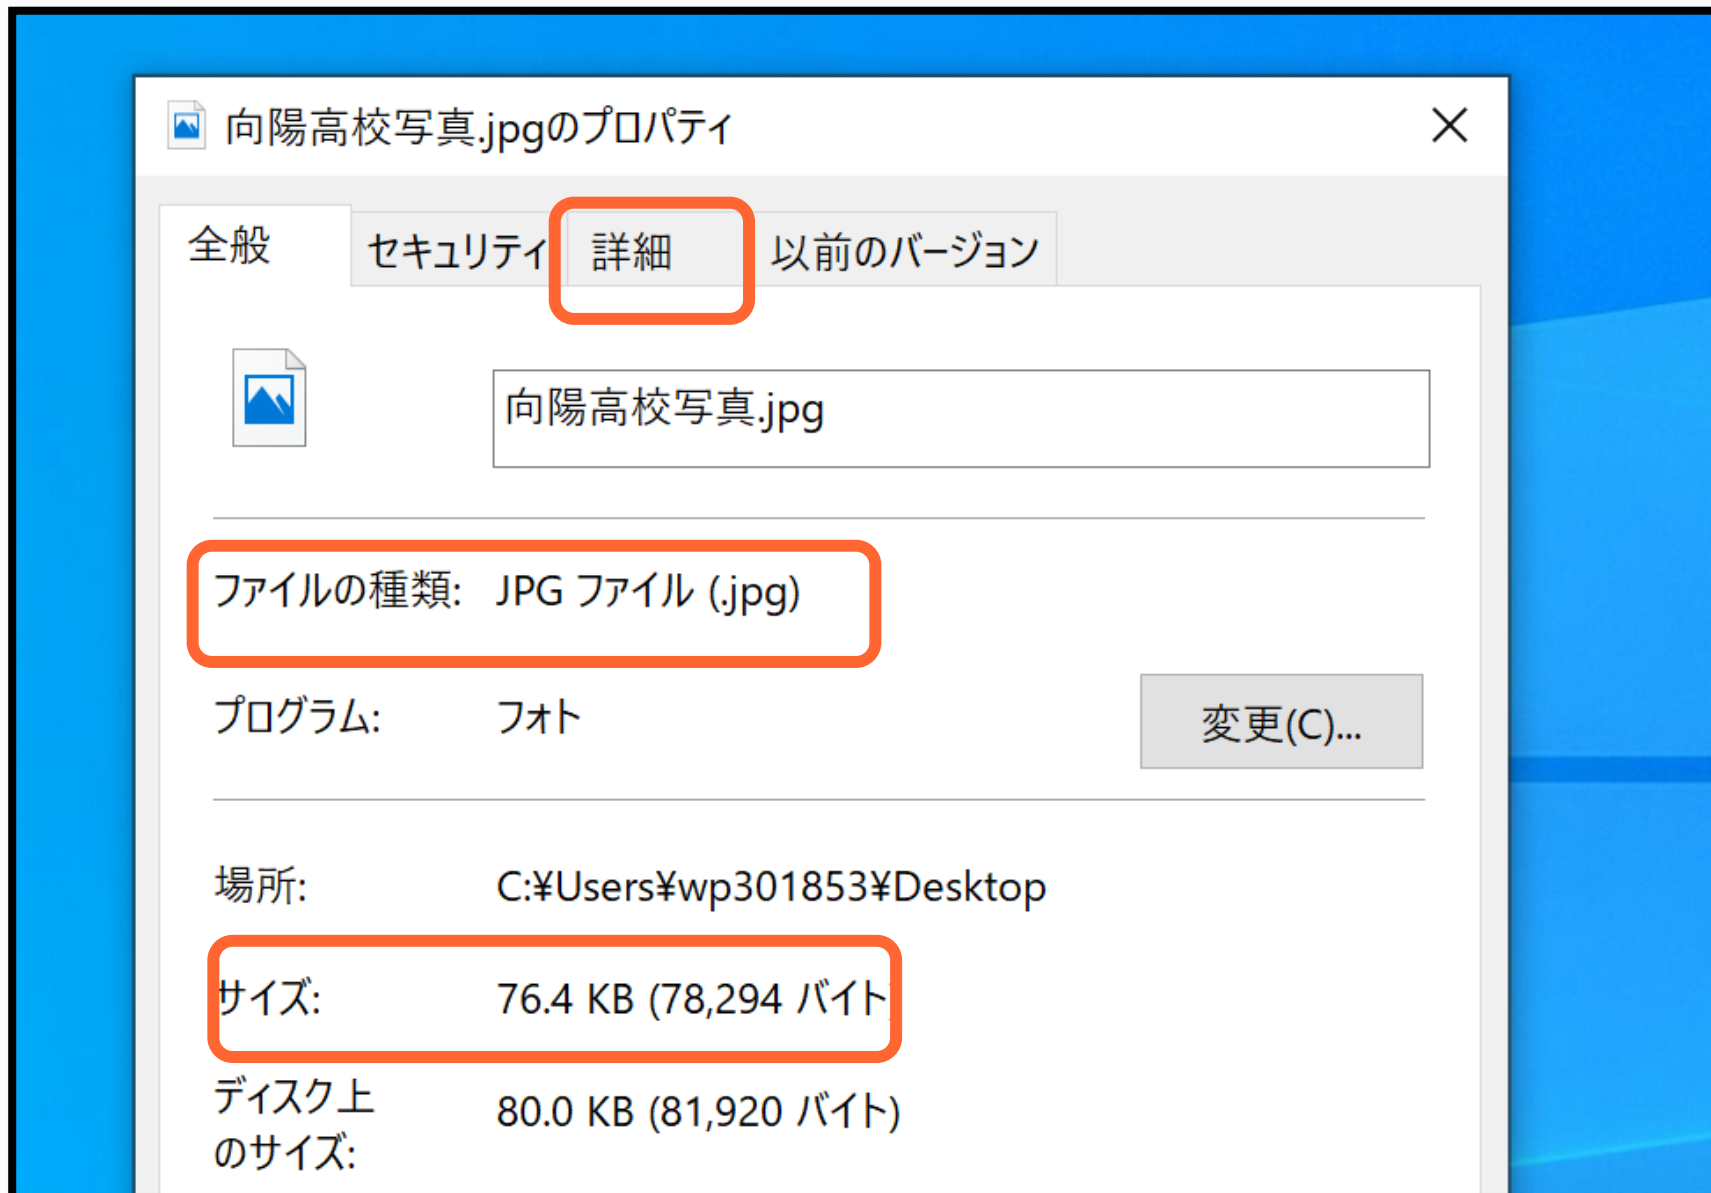 向陽高校写真.jpgのプロパティ
全般 セキュリティ 詳細 以前のバージョン
向陽高校写真.jpg
ファイルの種類: JPG ファイル (.jpg)
プログラム: フォト 変更(C)...
場所: C:¥Users¥wp301853¥Desktop
サイズ: 76.4 KB (78,294 バイト
ディスク上
のサイズ: 80.0 KB (81,920 バイト)